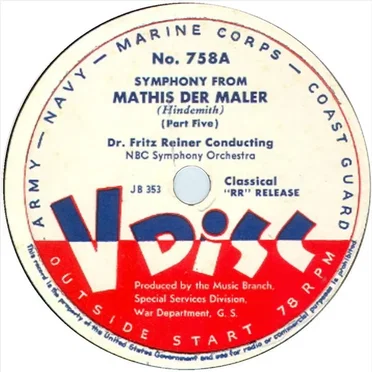 ARMY — NAVY — MARINE CORPS — COAST GUARD
No. 758A
SYMPHONY FROM
MATHIS DER MALER
(Hindemith)
(Part Five)
Dr. Fritz Reiner Conducting
NBC Symphony Orchestra
JB 353
Classical
"RR" RELEASE
V DISC
Produced by the Music Branch,
Special Services Division,
War Department, G. S.
OUTSIDE START 78 RPM
This record is the property of the United States Government and use for radio or commercial purposes is prohibited.